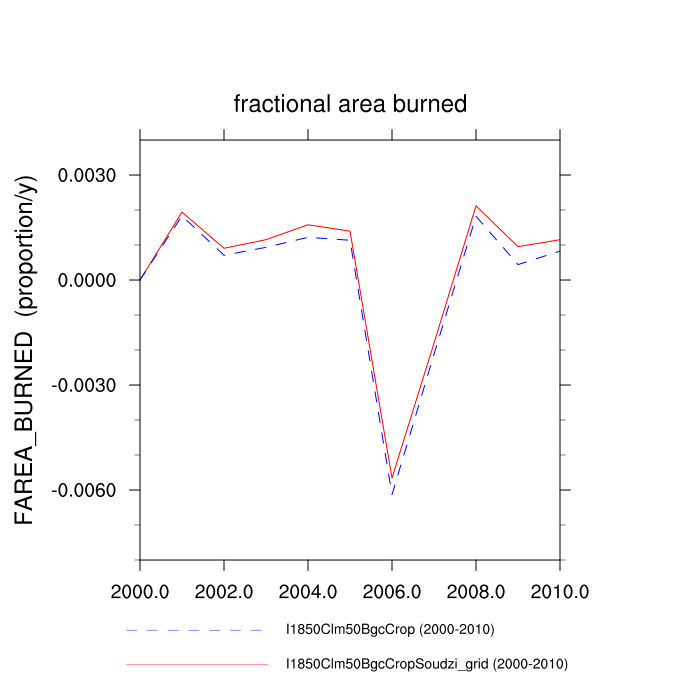 fractional area burned
FAREA_BURNED (proportion/y)
0.0030
0.0000
-0.0030
-0.0060
2000.0 2002.0 2004.0 2006.0 2008.0 2010.0
I1850Clm50BgcCrop (2000-2010)
I1850Clm50BgcCropSoudzi_grid (2000-2010)